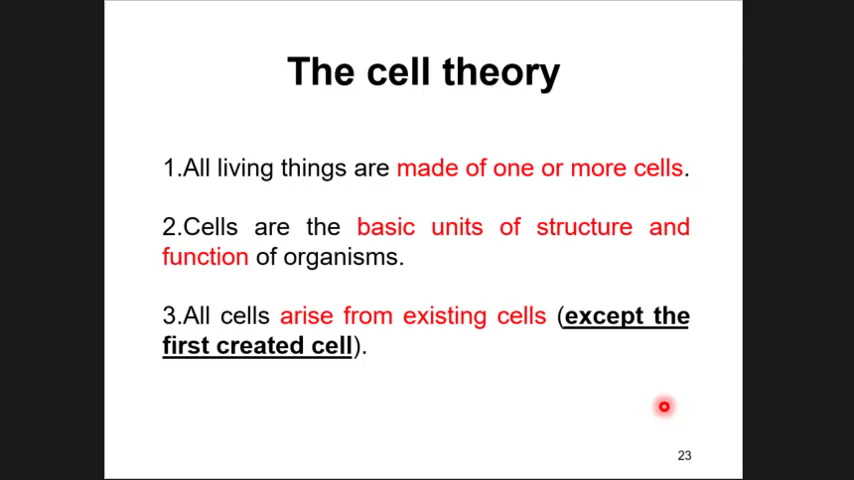 The cell theory
1.All living things are made of one or more cells.
2.Cells are the basic units of structure and
function of organisms.
3.All cells arise from existing cells (except the
first created cell).
23